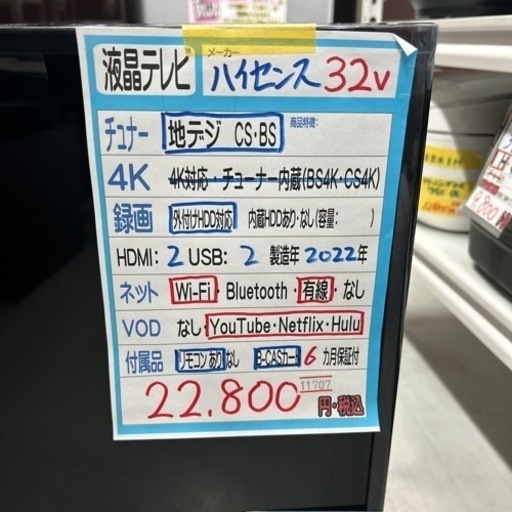 液晶テレビ メーカー ハイセンス 32v
チューナー 地デジ CS・BS 商品特徴:
4K 4K対応・チューナー内蔵(BS4K・CS4K)
録画 外付けHDD対応 内蔵HDDあり・なし(容量: )
HDMI: 2 USB: 2 製造年 2022年
ネット Wi-Fi・Bluetooth・有線・なし
VOD なし・YouTube・Netflix・Hulu
付属品 リモコンあり なし B-CASカード 6カ月保証付
11707
22.800 円・税込